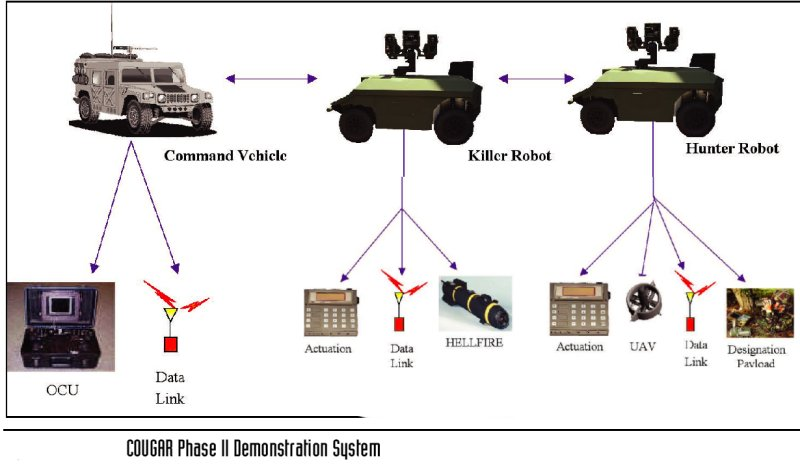 Command Vehicle
Killer Robot
Hunter Robot
OCU
Data
Link
Actuation
Data
Link
HELLFIRE
Actuation
UAV
Data
Link
Designation
Payload
COUGAR Phase II Demonstration System